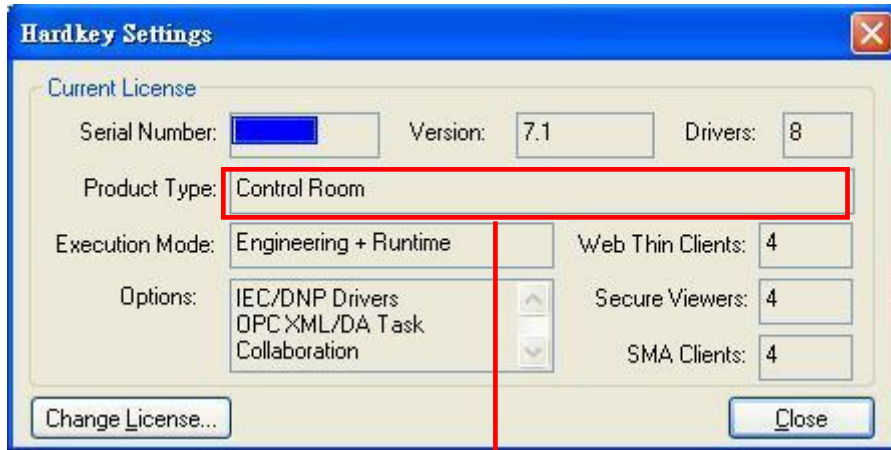 Hardkey Settings
Current License
Serial Number: Version: 7.1 Drivers: 8
Product Type: Control Room
Execution Mode: Engineering + Runtime Web Thin Clients: 4
Options: IEC/DNP Drivers Secure Viewers: 4
OPC XML/DA Task
Collaboration SMA Clients: 4
Change License... Close